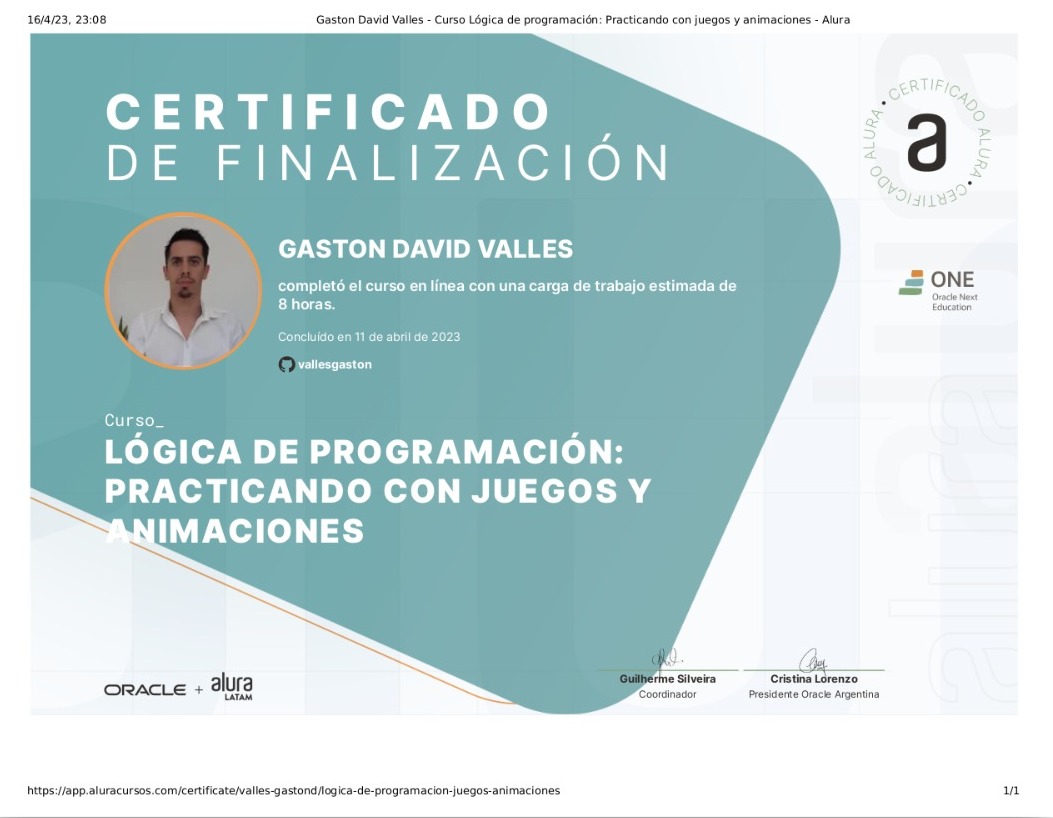 16/4/23, 23:08
Gaston David Valles - Curso Lógica de programación: Practicando con juegos y animaciones - Alura
CERTIFICADO
DE FINALIZACIÓN
• CERTIFICADO ALURA • CERTIFICADO ALURA
a
GASTON DAVID VALLES
completó el curso en línea con una carga de trabajo estimada de
8 horas.
Concluído en 11 de abril de 2023
vallesgaston
ONE
Oracle Next
Education
Curso_
LÓGICA DE PROGRAMACIÓN:
PRACTICANDO CON JUEGOS Y
ANIMACIONES
ORACLE + alura
LATAM
Guilherme Silveira
Coordinador
Cristina Lorenzo
Presidente Oracle Argentina
alura
https://app.aluracursos.com/certificate/valles-gastond/logica-de-programacion-juegos-animaciones
1/1